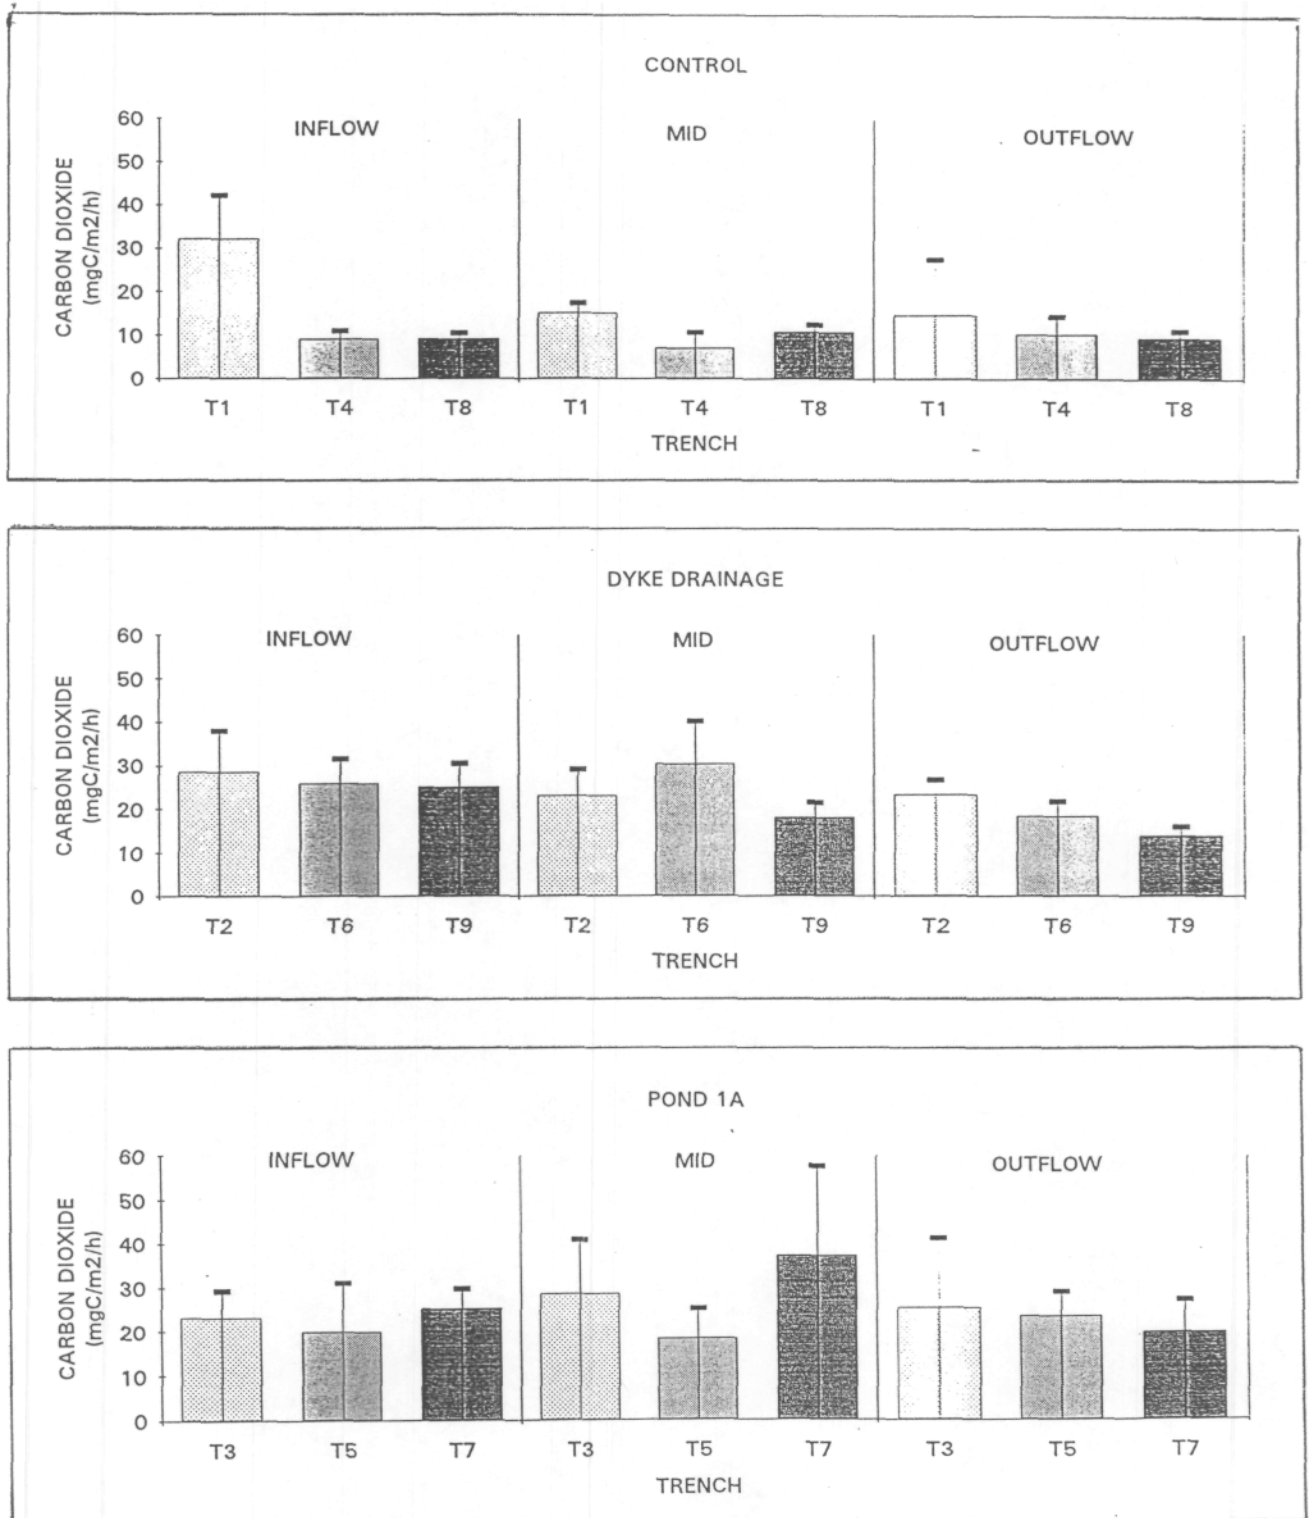 CONTROL
INFLOW MID OUTFLOW
CARBON DIOXIDE
(mgC/m2/h)
60
50
40
30
20
10
0
T1 T4 T8 T1 T4 T8 T1 T4 T8
TRENCH
DYKE DRAINAGE
INFLOW MID OUTFLOW
CARBON DIOXIDE
(mgC/m2/h)
60
50
40
30
20
10
0
T2 T6 T9 T2 T6 T9 T2 T6 T9
TRENCH
POND 1A
INFLOW MID OUTFLOW
CARBON DIOXIDE
(mgC/m2/h)
60
50
40
30
20
10
0
T3 T5 T7 T3 T5 T7 T3 T5 T7
TRENCH